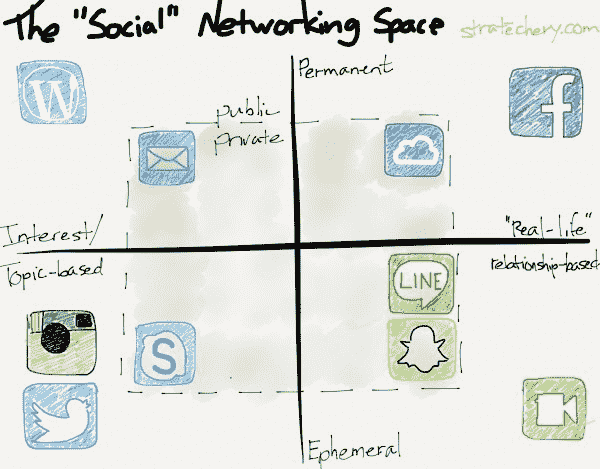 The "Social" Networking Space
stratechery.com
Permanent
public
private
Interest/
Topic-based
"Real-life"
relationship-based
LINE
Ephemeral